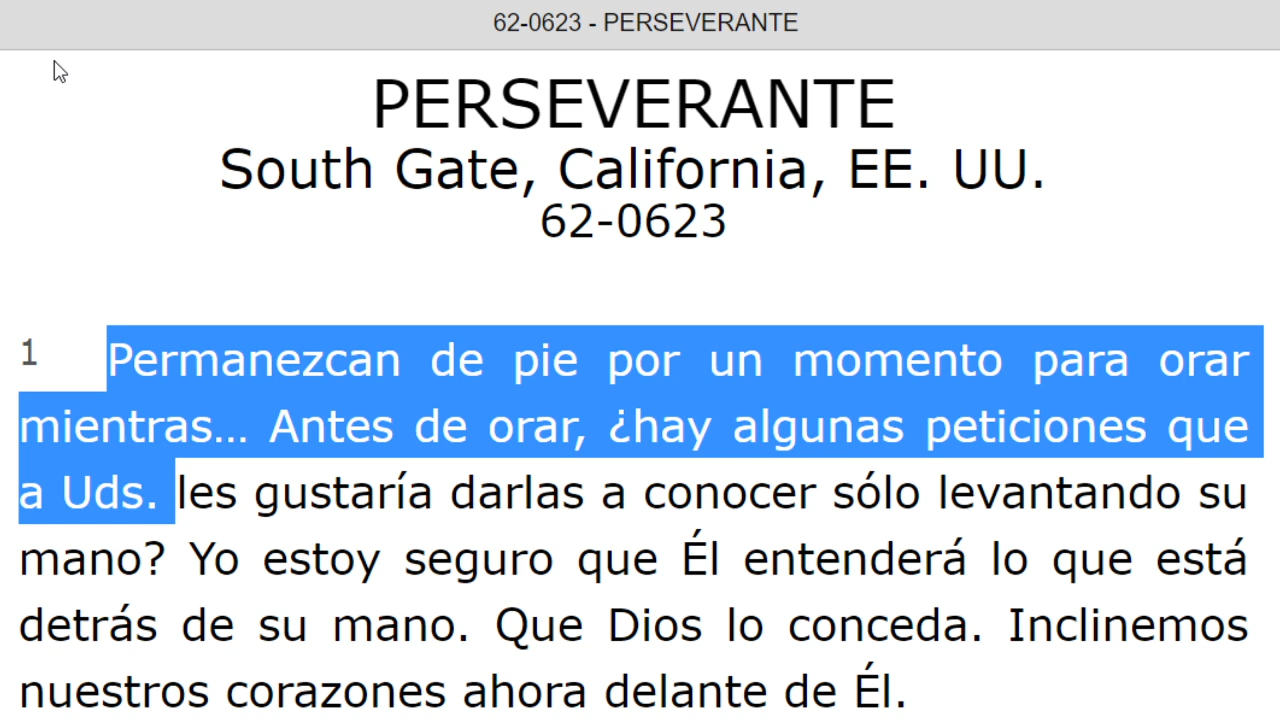 62-0623 - PERSEVERANTE
PERSEVERANTE
South Gate, California, EE. UU.
62-0623
1 Permanezcan de pie por un momento para orar
mientras... Antes de orar, ¿hay algunas peticiones que
a Uds. les gustaría darlas a conocer sólo levantando su
mano? Yo estoy seguro que Él entenderá lo que está
detrás de su mano. Que Dios lo conceda. Inclinemos
nuestros corazones ahora delante de Él.